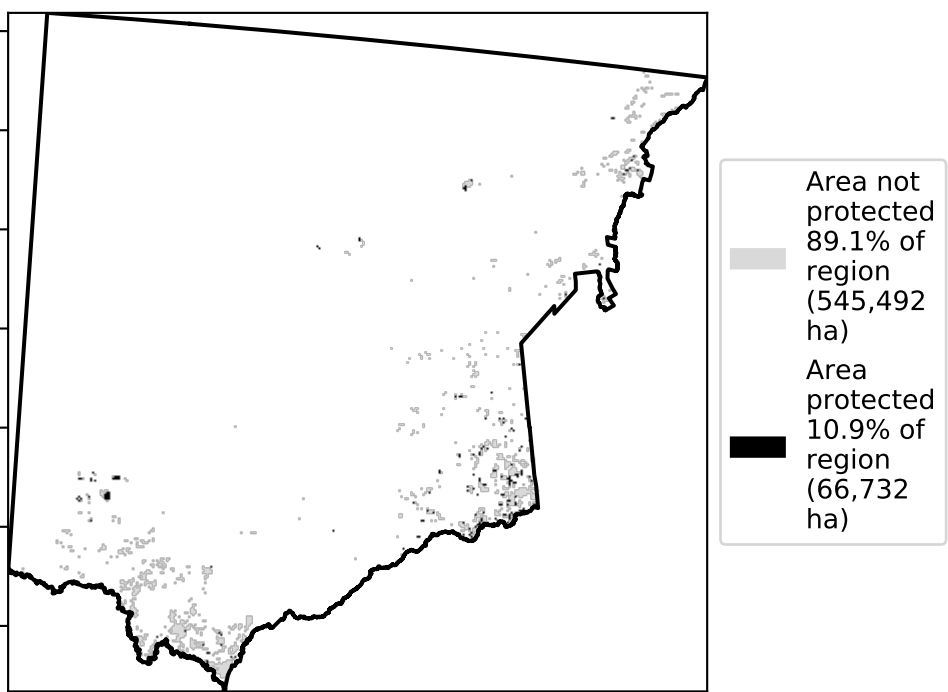 Area not
protected
89.1% of
region
(545,492
ha)
Area
protected
10.9% of
region
(66,732
ha)